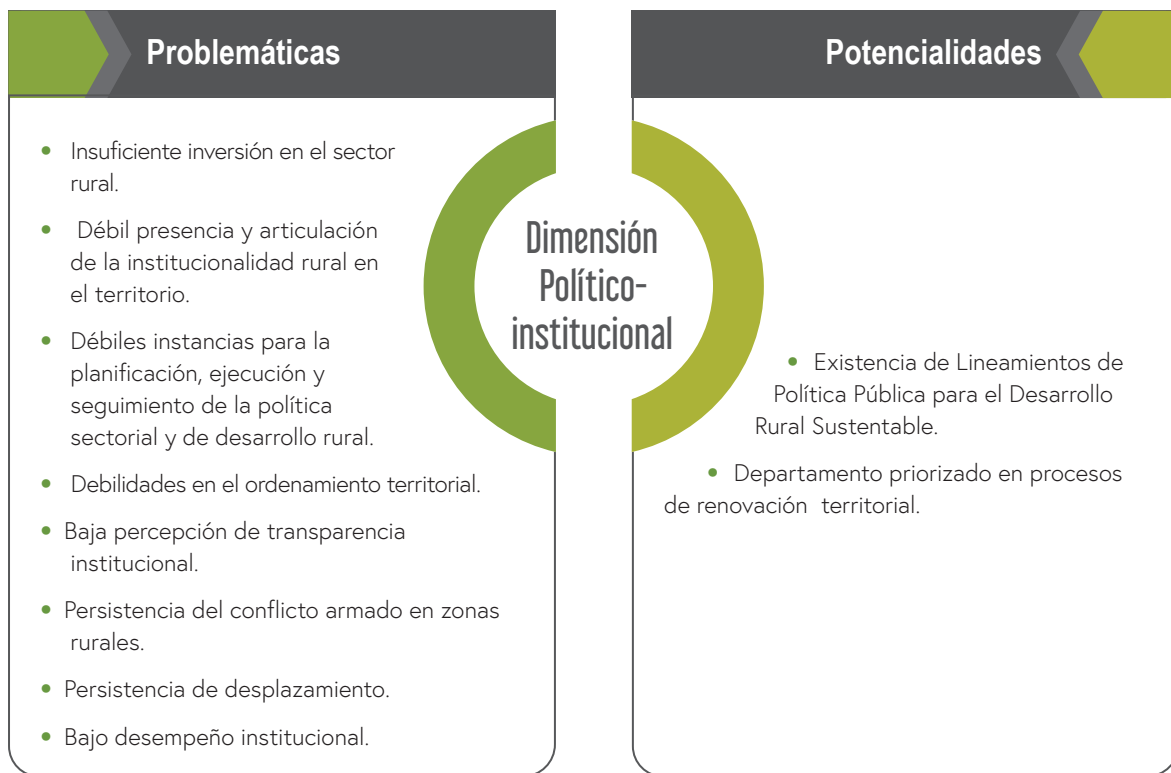 Problemáticas
• Insuficiente inversión en el sector
rural.
• Débil presencia y articulación
de la institucionalidad rural en
el territorio.
• Débiles instancias para la
planificación, ejecución y
seguimiento de la política
sectorial y de desarrollo rural.
• Debilidades en el ordenamiento territorial.
• Baja percepción de transparencia
institucional.
• Persistencia del conflicto armado en zonas
rurales.
• Persistencia de desplazamiento.
• Bajo desempeño institucional.
Dimensión
Político-
institucional
Potencialidades
• Existencia de Lineamientos de
Política Pública para el Desarrollo
Rural Sustentable.
• Departamento priorizado en procesos
de renovación territorial.